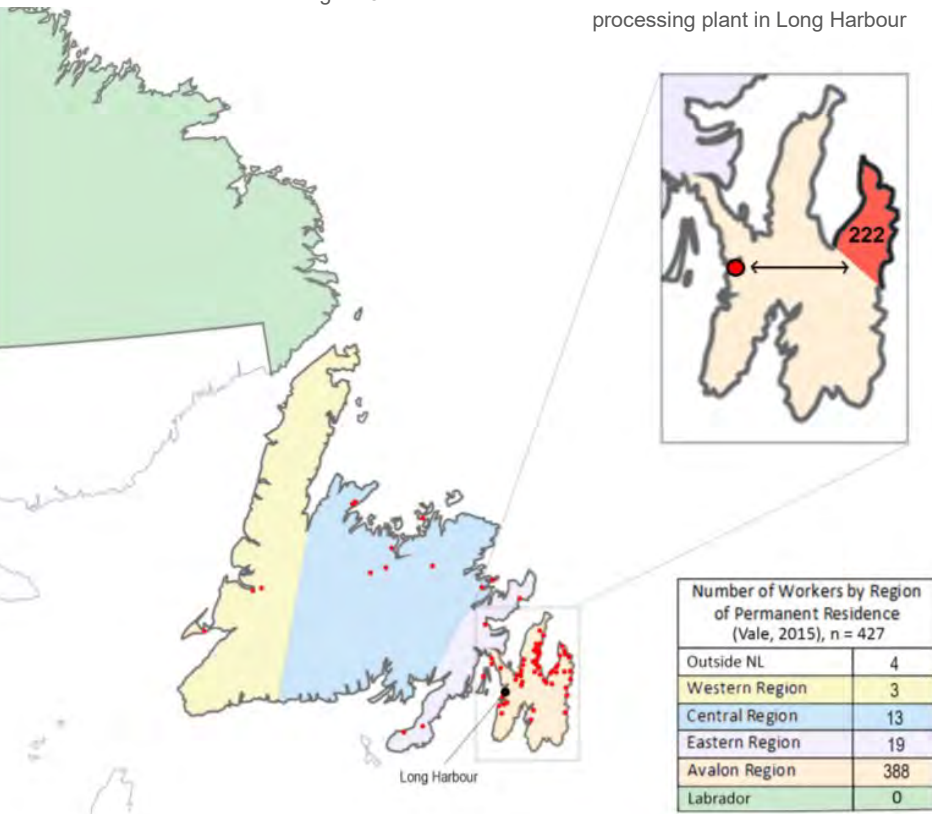 processing plant in Long Harbour
222
Long Harbour
Number of Workers by Region
of Permanent Residence
(Vale, 2015), n = 427
Outside NL 4
Western Region 3
Central Region 13
Eastern Region 19
Avalon Region 388
Labrador 0